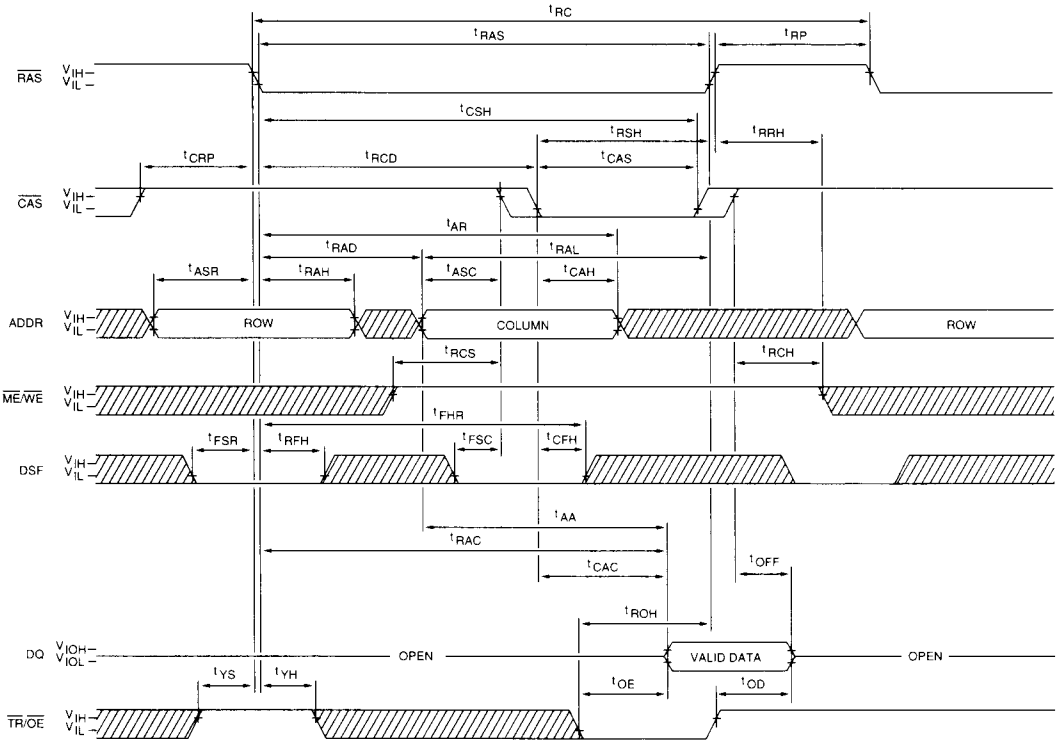 tRC
tRAS
tRP
RAS
VIH
VIL
tCSH
tRSH
tRRH
tCRP
tRCD
tCAS
CAS
VIH
VIL
tAR
tRAD
tRAL
tASR
tRAH
tASC
tCAH
ADDR
VIH
VIL
ROW
COLUMN
ROW
tRCS
tRCH
ME/WE
VIH
VIL
tFHR
tFSR
tRFH
tFSC
tCFH
DSF
VIH
VIL
tAA
tRAC
tCAC
tOFF
tROH
DQ
VIOH
VIOL
OPEN
VALID DATA
OPEN
tYS
tYH
tOE
tOD
TR/OE
VIH
VIL